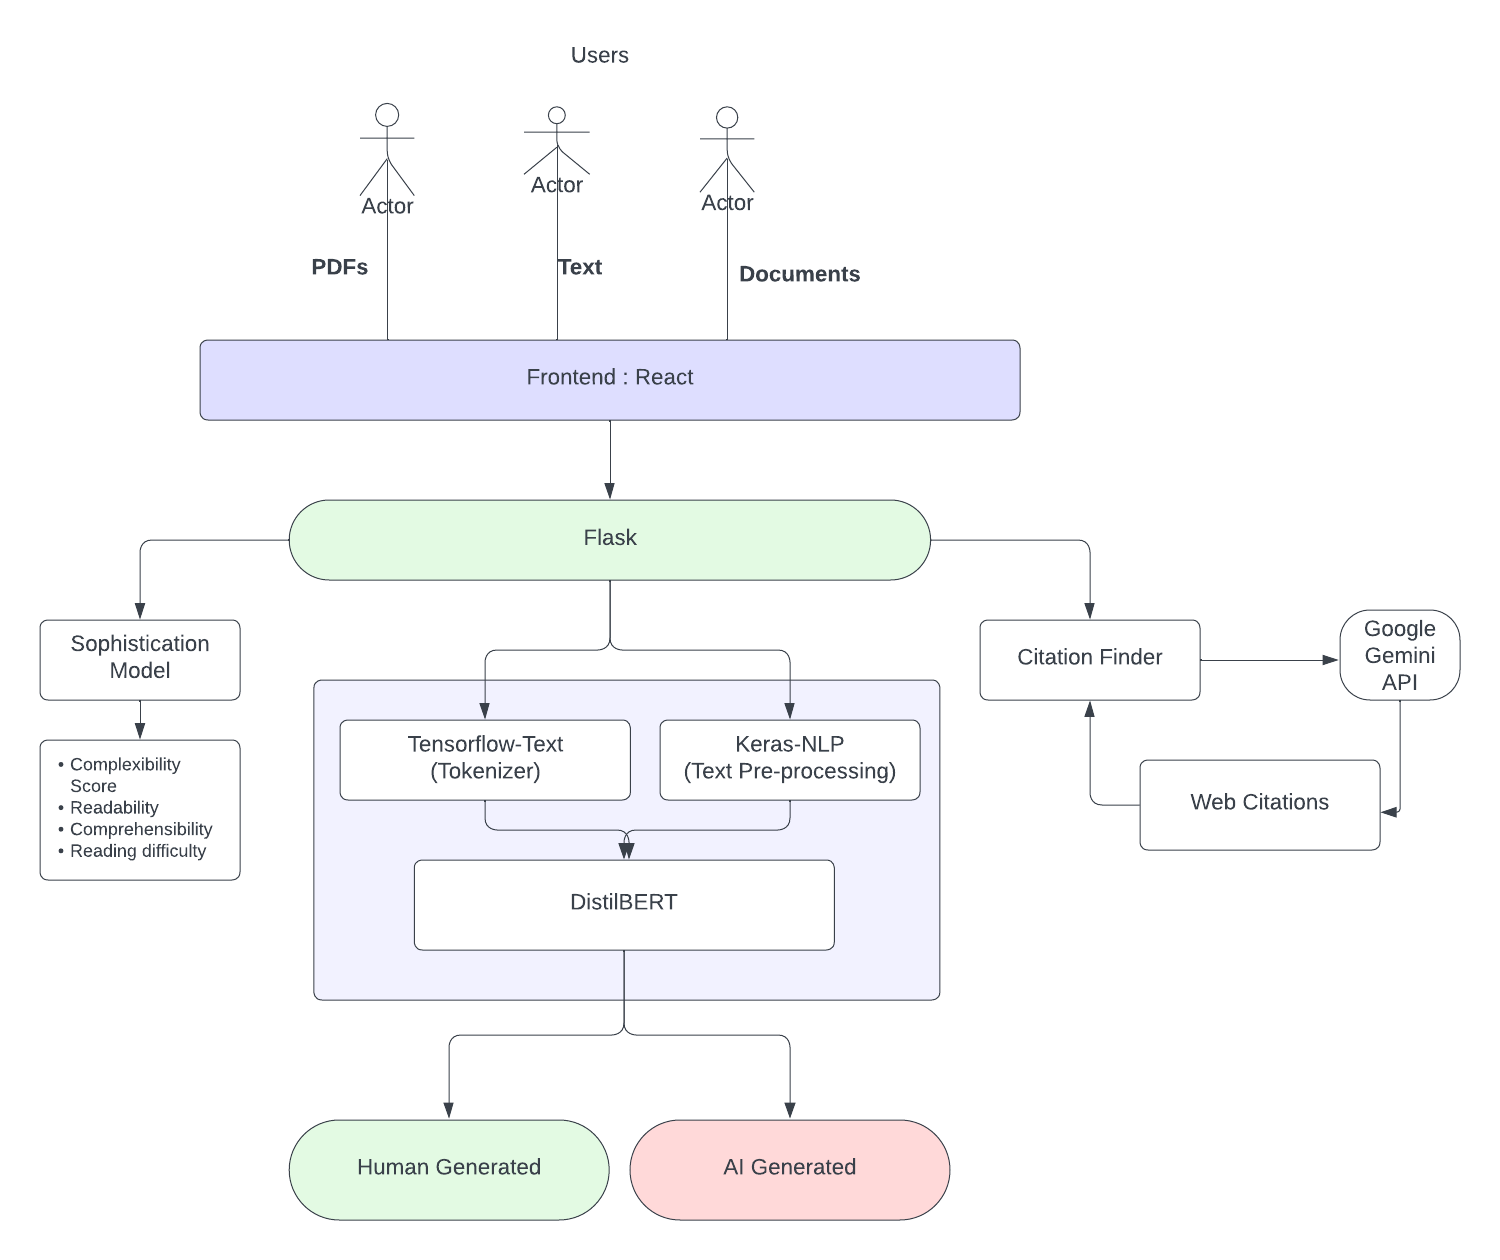 Users
Actor
Actor
Actor
PDFs
Text
Documents
Frontend : React
Flask
Sophistication
Model
Citation Finder
Google
Gemini
API
Tensorflow-Text
(Tokenizer)
Keras-NLP
(Text Pre-processing)
• Complexibility
Score
• Readability
• Comprehensibility
• Reading difficulty
Web Citations
DistilBERT
Human Generated
AI Generated